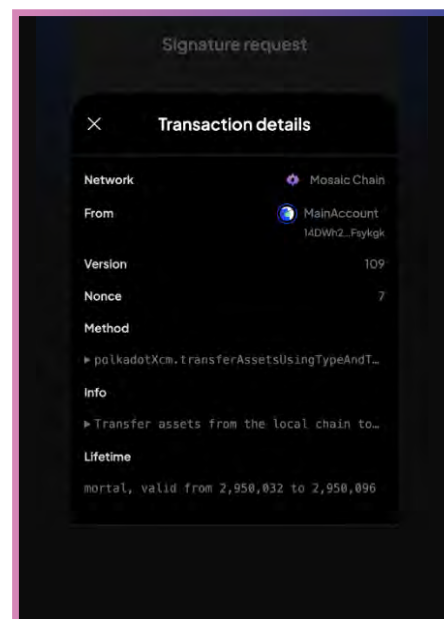 Signature request
Transaction details
Network Mosaic Chain
From MainAccount
14DWh2…Fsykgk
Version 109
Nonce 7
Method
▸ polkadotXcm.transferAssetsUsingTypeAndT…
Info
▸ Transfer assets from the local chain to…
Lifetime
mortal, valid from 2,950,032 to 2,950,096